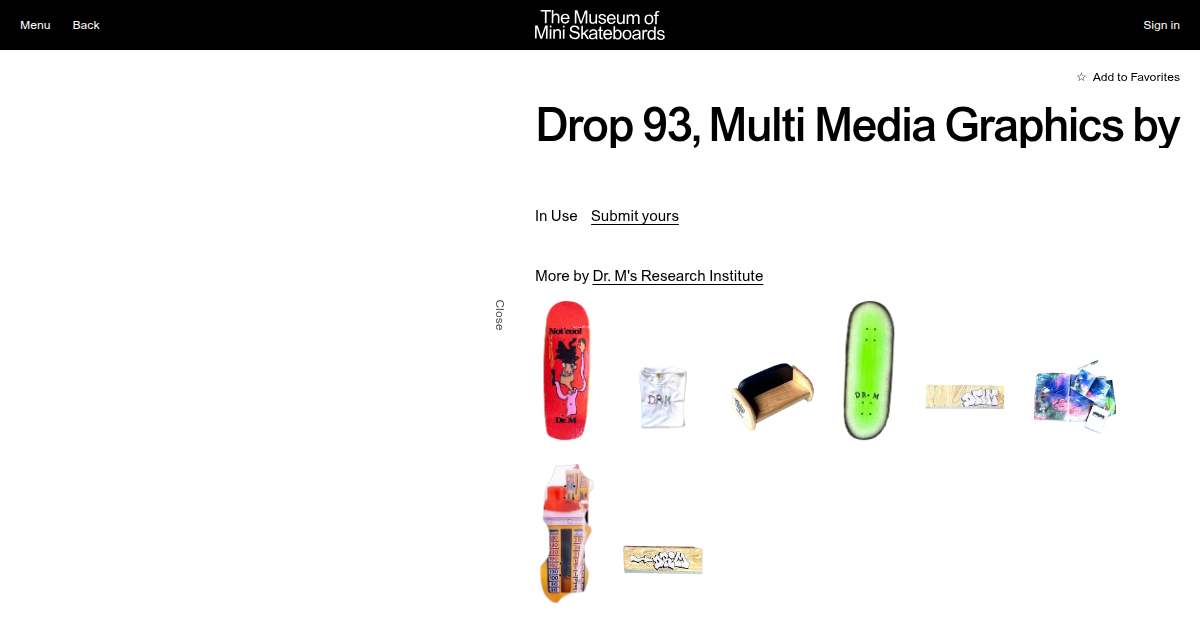 Menu Back
The Museum of
Mini Skateboards
Sign in
☆ Add to Favorites
Drop 93, Multi Media Graphics by
In Use Submit yours
More by Dr. M's Research Institute
Close
Not cool
Dr. M
DR. M
DR. M